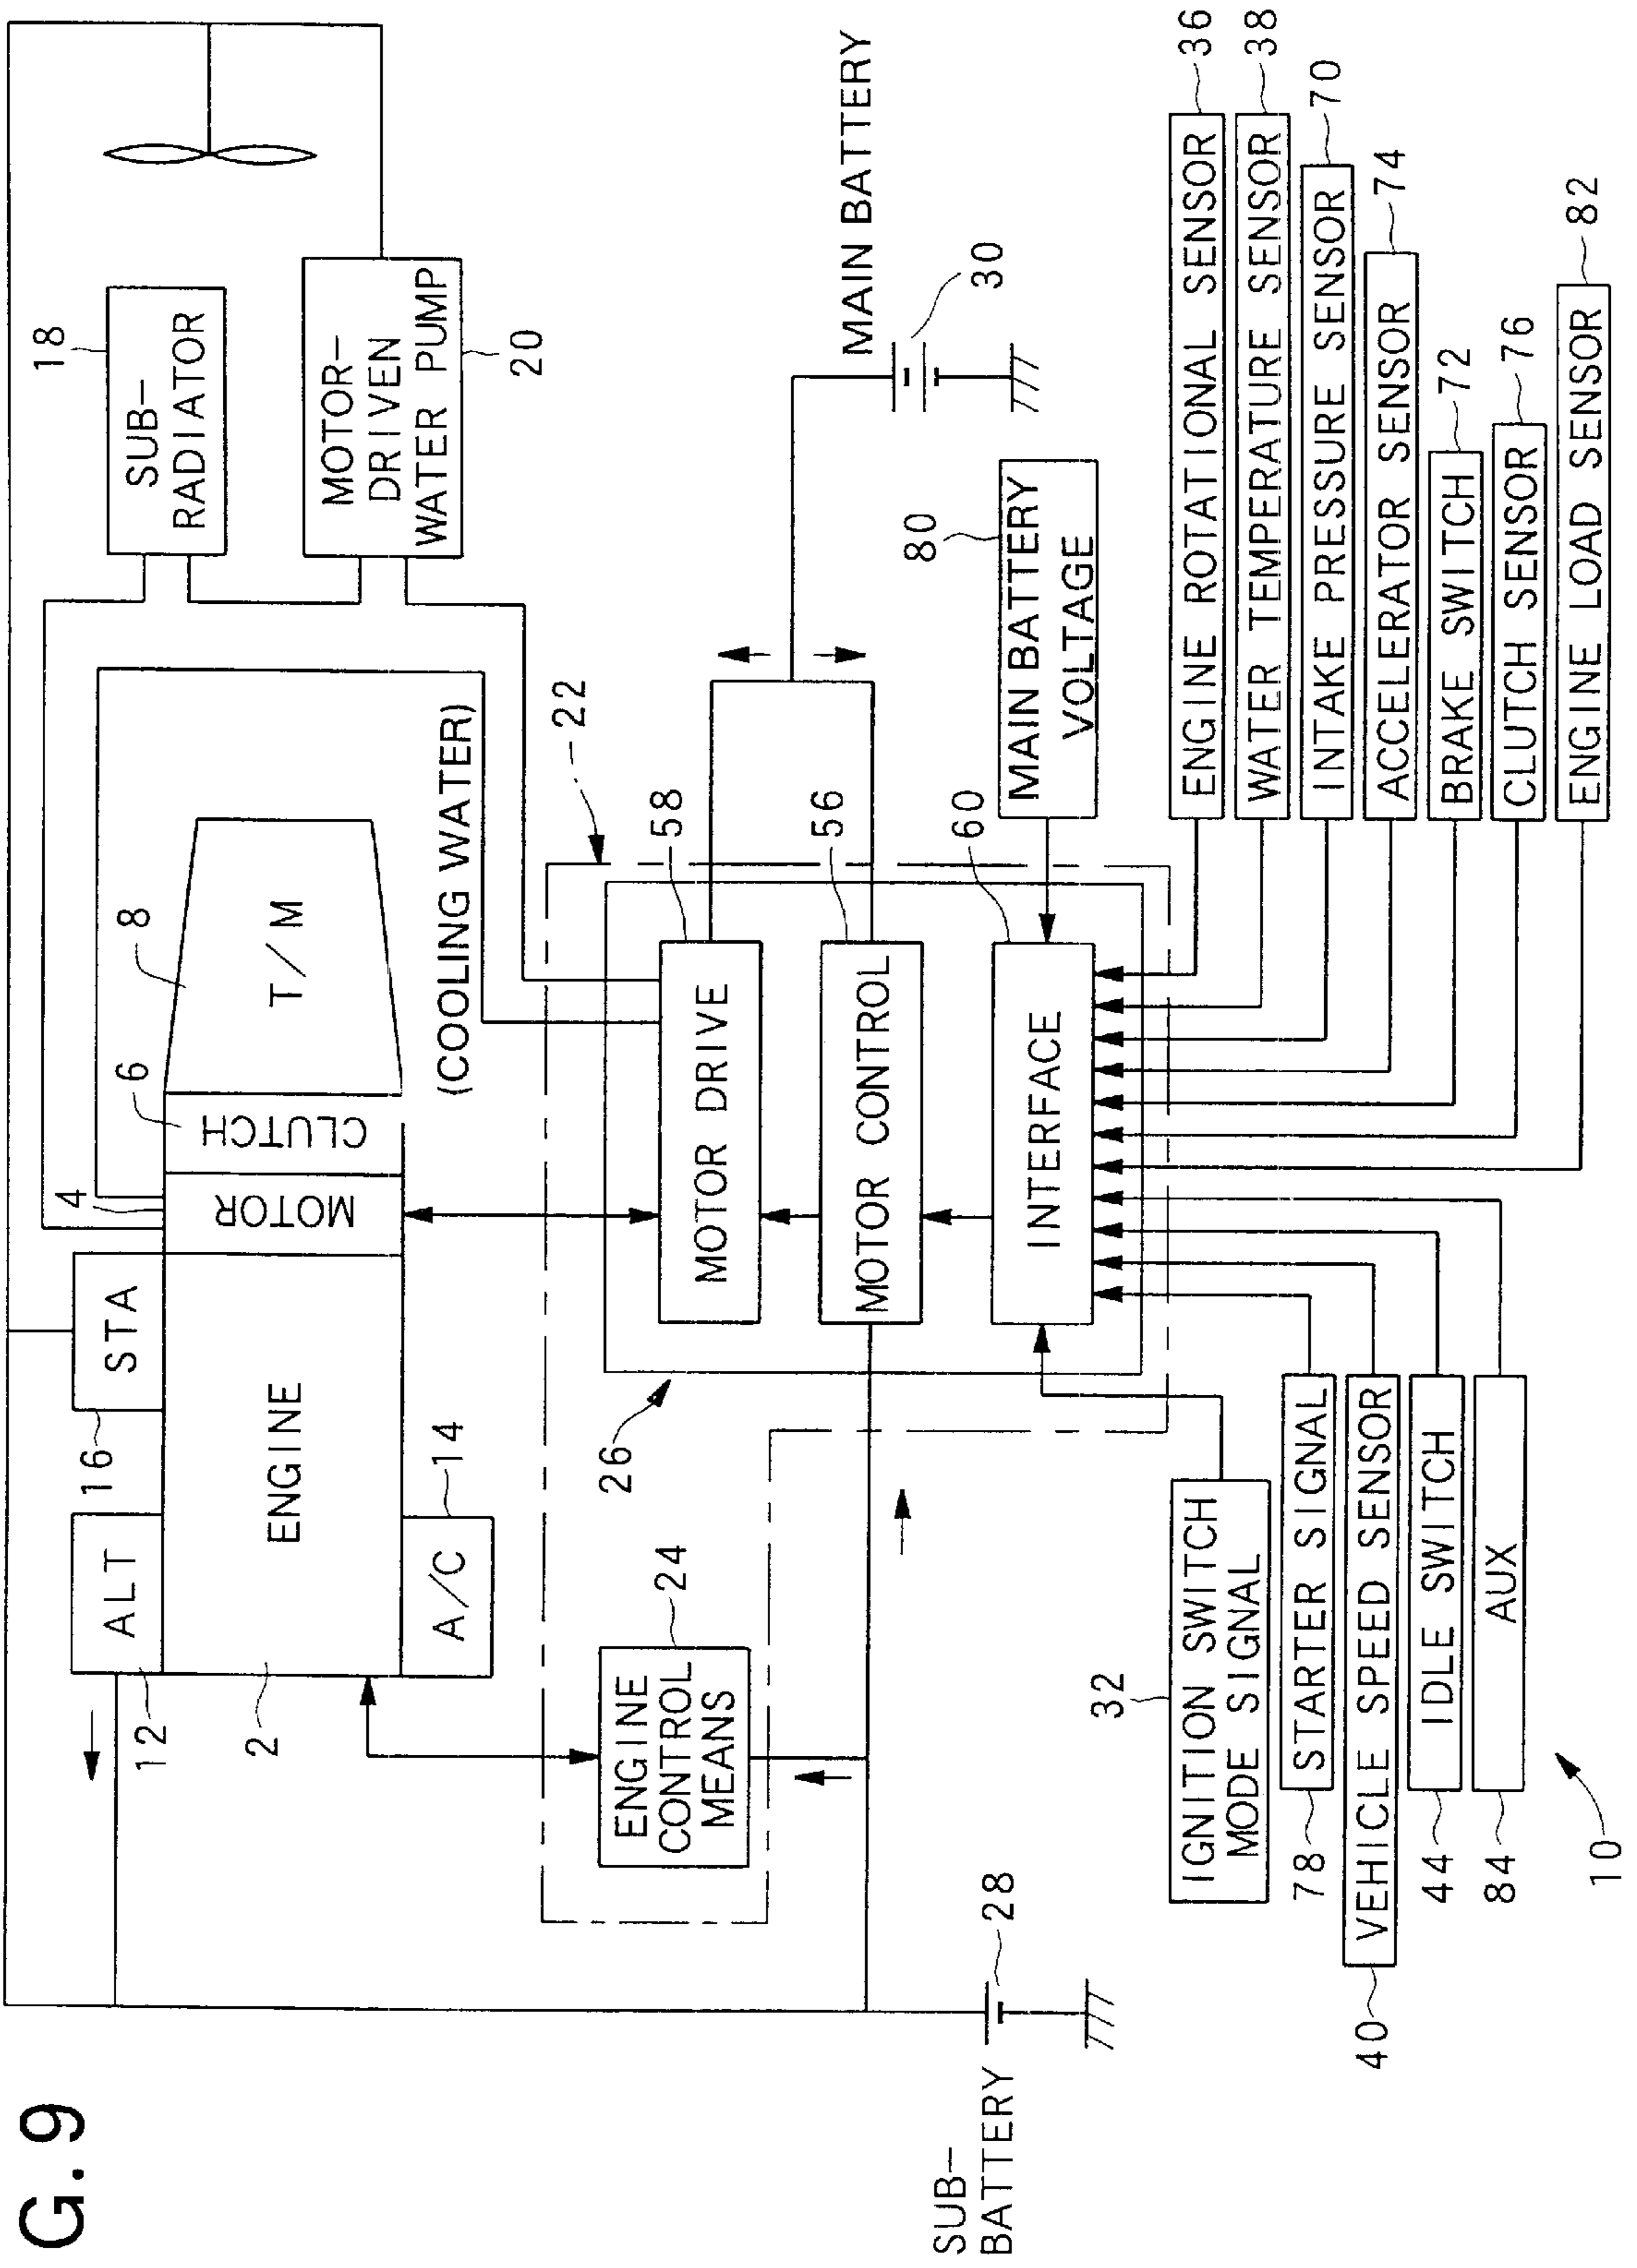 G. 9
18
SUB-
RADIATOR
MOTOR-
DRIVEN
WATER PUMP
20
ALT
12
STA
16
4
6
8
ENGINE
2
MOTOR
CLUTCH
T/M
A/C
14
(COOLING WATER)
22
ENGINE
CONTROL
MEANS
24
26
MOTOR DRIVE
58
MOTOR CONTROL
56
INTERFACE
60
MAIN BATTERY
30
80
MAIN BATTERY
VOLTAGE
SUB-
BATTERY
28
32
IGNITION SWITCH
MODE SIGNAL
78
STARTER SIGNAL
40
VEHICLE SPEED SENSOR
44
IDLE SWITCH
84
AUX
10
ENGINE ROTATIONAL SENSOR
36
WATER TEMPERATURE SENSOR
38
INTAKE PRESSURE SENSOR
70
ACCELERATOR SENSOR
74
BRAKE SWITCH
72
CLUTCH SENSOR
76
ENGINE LOAD SENSOR
82